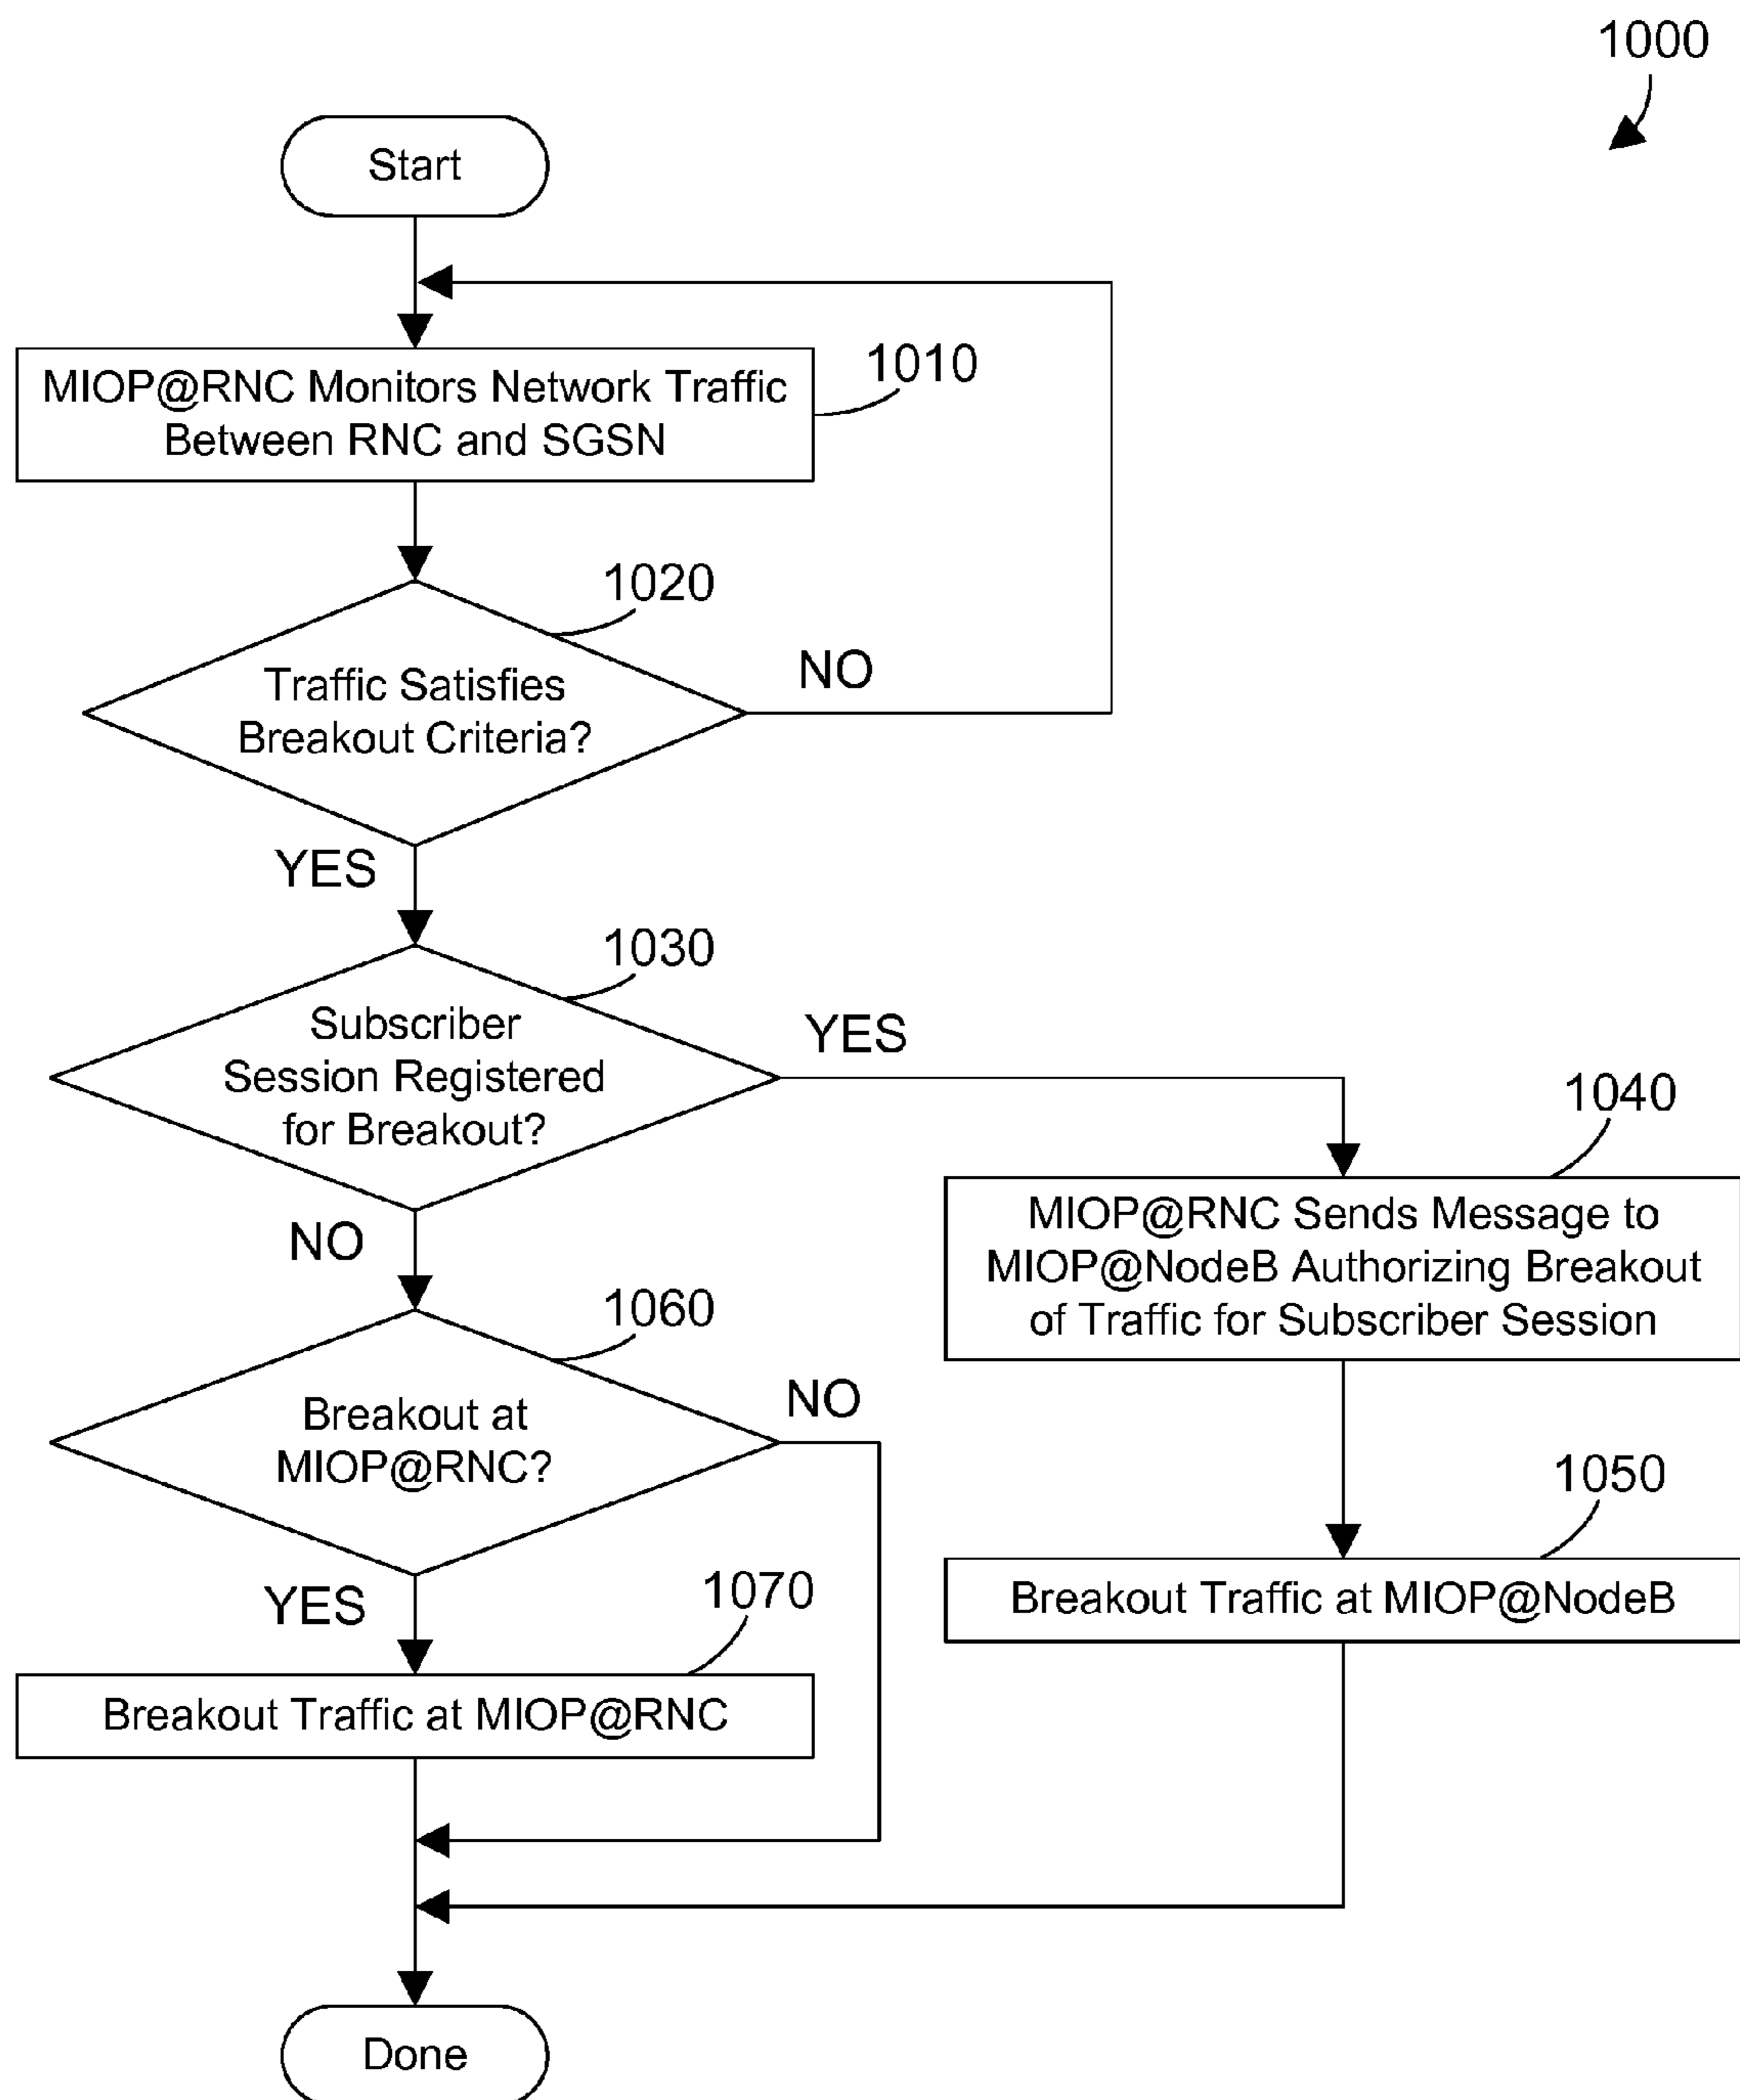 1000
Start
MIOP@RNC Monitors Network Traffic
Between RNC and SGSN
1010
1020
Traffic Satisfies
Breakout Criteria?
NO
YES
1030
Subscriber
Session Registered
for Breakout?
YES
NO
1040
MIOP@RNC Sends Message to
MIOP@NodeB Authorizing Breakout
of Traffic for Subscriber Session
1060
Breakout at
MIOP@RNC?
NO
YES
1050
Breakout Traffic at MIOP@NodeB
1070
Breakout Traffic at MIOP@RNC
Done